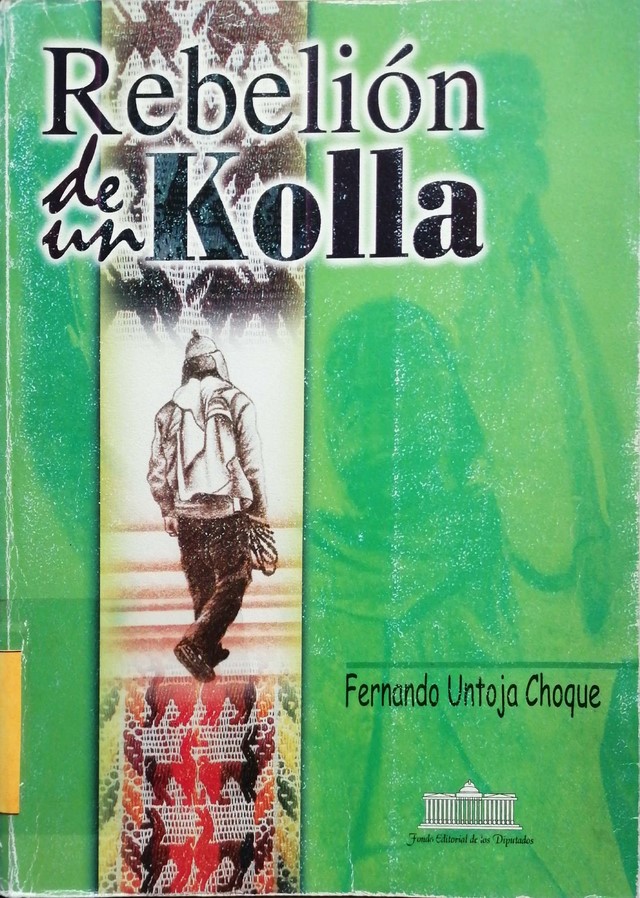 Rebelión
de un Kolla
Fernando Untoja Choque
Fondo Editorial de los Diputados